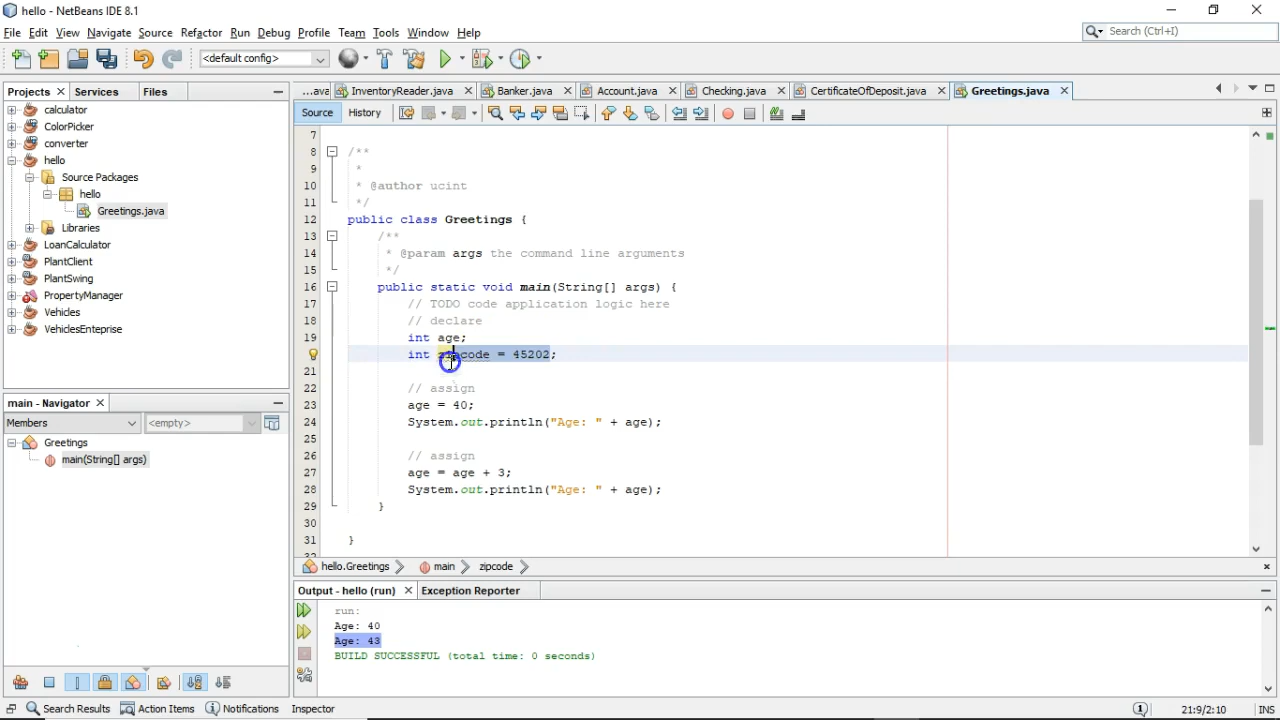 hello - NetBeans IDE 8.1
File Edit View Navigate Source Refactor Run Debug Profile Team Tools Window Help
Search (Ctrl+I)
<default config>
Projects Services Files
...ava InventoryReader.java Banker.java Account.java Checking.java CertificateOfDeposit.java Greetings.java
Source History
calculator
ColorPicker
converter
hello
Source Packages
hello
Greetings.java
Libraries
LoanCalculator
PlantClient
PlantSwing
PropertyManager
Vehicles
VehiclesEnteprise
main - Navigator
Members <empty>
Greetings
main(String[] args)
7
8 /**
9 *
10 * @author ucint
11 */
12 public class Greetings {
13 /**
14 * @param args the command line arguments
15 */
16 public static void main(String[] args) {
17 // TODO code application logic here
18 // declare
19 int age;
int zipcode = 45202;
21
22 // assign
23 age = 40;
24 System.out.println("Age: " + age);
25
26 // assign
27 age = age + 3;
28 System.out.println("Age: " + age);
29 }
30
31 }
32
hello.Greetings main zipcode
Output - hello (run) Exception Reporter
run:
Age: 40
Age: 43
BUILD SUCCESSFUL (total time: 0 seconds)
Search Results Action Items Notifications Inspector
1 21:9/2:10 INS